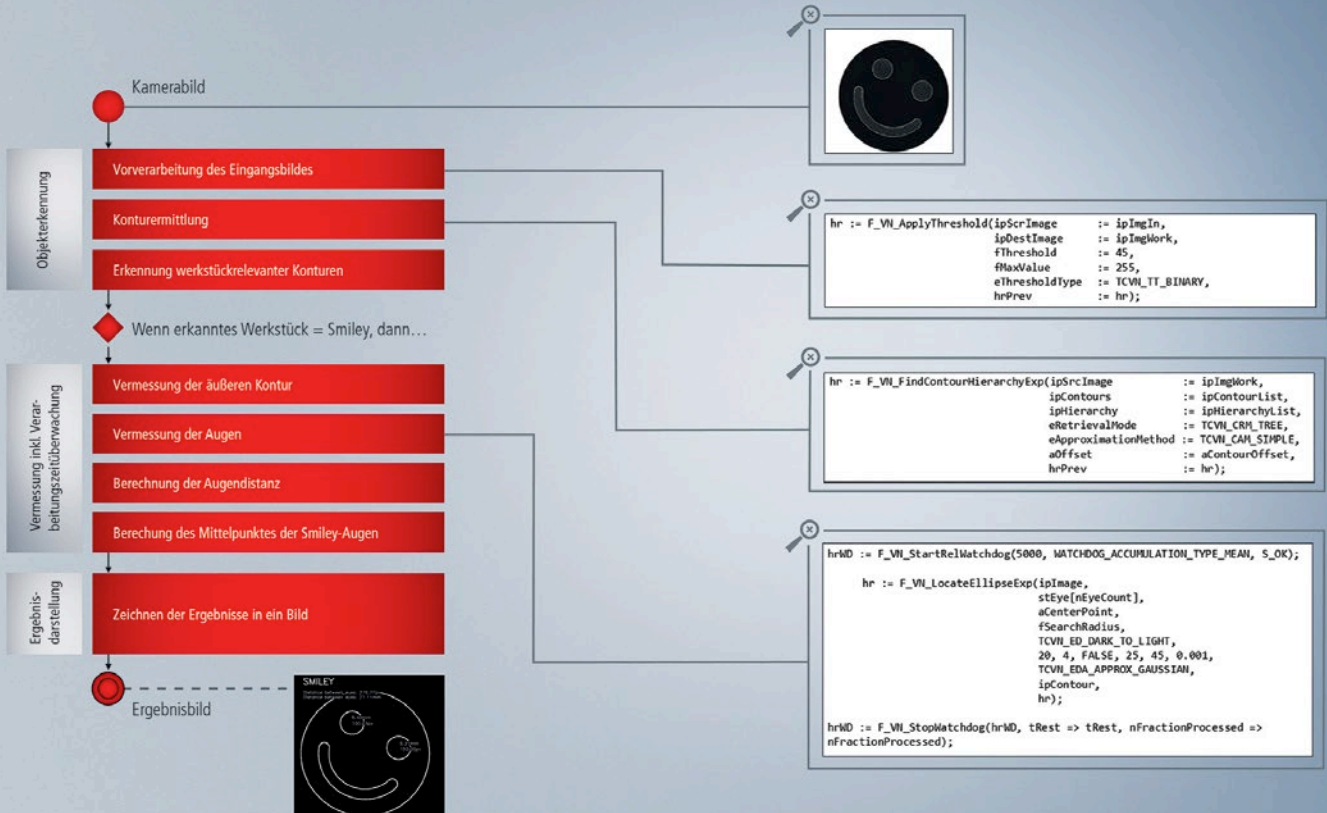 Kamerabild
Objekterkennung
Vorverarbeitung des Eingangsbildes
Konturermittlung
Erkennung werkstückrelevanter Konturen
Wenn erkanntes Werkstück = Smiley, dann…
Vermessung inkl. Verar-
beitungszeitüberwachung
Vermessung der äußeren Kontur
Vermessung der Augen
Berechnung der Augendistanz
Berechung des Mittelpunktes der Smiley-Augen
Ergebnis-
darstellung
Zeichnen der Ergebnisse in ein Bild
Ergebnisbild
SMILEY
hr := F_VN_ApplyThreshold(ipScrImage := ipImgIn,
ipDestImage := ipImgWork,
fThreshold := 45,
fMaxValue := 255,
eThresholdType := TCVN_TT_BINARY,
hrPrev := hr);
hr := F_VN_FindContourHierarchyExp(ipSrcImage := ipImgWork,
ipContours := ipContourList,
ipHierarchy := ipHierarchyList,
eRetrievalMode := TCVN_CRM_TREE,
eApproximationMethod := TCVN_CAM_SIMPLE,
aOffset := aContourOffset,
hrPrev := hr);
hrWD := F_VN_StartRelWatchdog(5000, WATCHDOG_ACCUMULATION_TYPE_MEAN, S_OK);
hr := F_VN_LocateEllipseExp(ipImage,
stEye[nEyeCount],
aCenterPoint,
fSearchRadius,
TCVN_ED_DARK_TO_LIGHT,
20, 4, FALSE, 25, 45, 0.001,
TCVN_EDA_APPROX_GAUSSIAN,
ipContour,
hr);
hrWD := F_VN_StopWatchdog(hrWD, tRest => tRest, nFractionProcessed =>
nFractionProcessed);